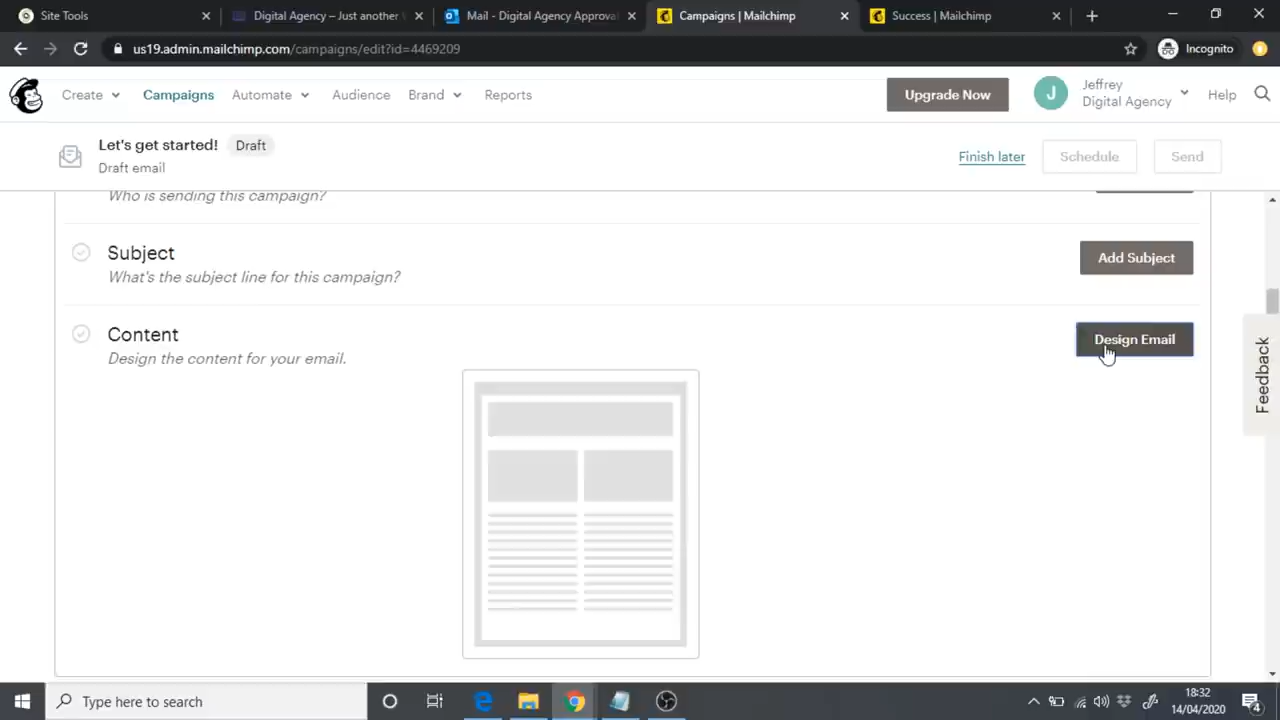 Site Tools
Digital Agency – Just another
Mail - Digital Agency Approval
Campaigns | Mailchimp
Success | Mailchimp
us19.admin.mailchimp.com/campaigns/edit?id=4469209
Incognito
Create
Campaigns
Automate
Audience
Brand
Reports
Upgrade Now
J
Jeffrey
Digital Agency
Help
Let's get started!
Draft
Draft email
Finish later
Schedule
Send
Who is sending this campaign?
Subject
What's the subject line for this campaign?
Add Subject
Content
Design the content for your email.
Design Email
Feedback
Type here to search
18:32
14/04/2020
4